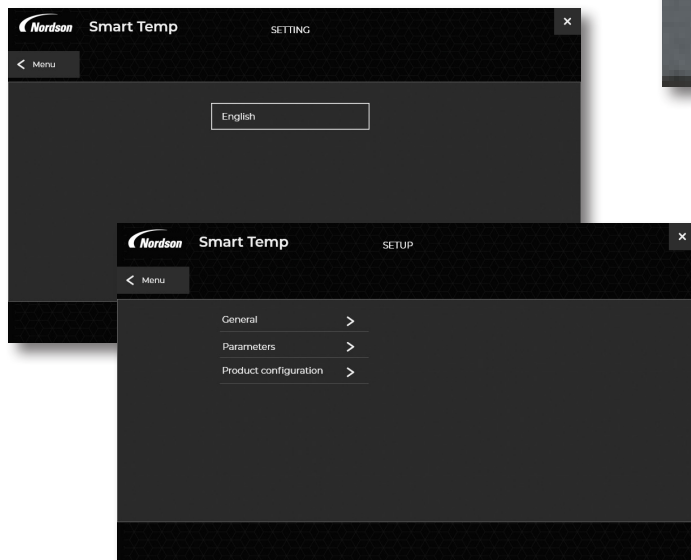 Nordson Smart Temp SETTING ×
< Menu
English
Nordson Smart Temp SETUP ×
< Menu
General >
Parameters >
Product configuration >